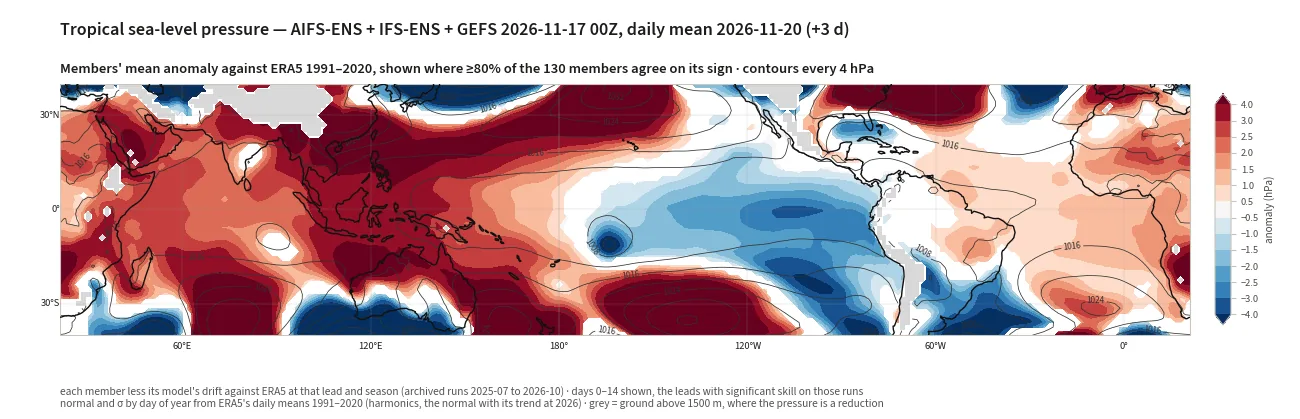 Tropical sea-level pressure — AIFS-ENS + IFS-ENS + GEFS 2026-11-17 00Z, daily mean 2026-11-20 (+3 d)
Members' mean anomaly against ERA5 1991–2020, shown where ≥80% of the 130 members agree on its sign · contours every 4 hPa
30°N
0°
30°S
60°E
120°E
180°
120°W
60°W
0°
1016
1016
1016
1016
1016
1016
1016
1008
1024
1016
4.0
3.0
2.5
2.0
1.5
1.0
0.5
−0.5
−1.0
−1.5
−2.0
−2.5
−3.0
−4.0
anomaly (hPa)
each member less its model's drift against ERA5 at that lead and season (archived runs 2025-07 to 2026-10) · days 0–14 shown, the leads with significant skill on those runs
normal and σ by day of year from ERA5's daily means 1991–2020 (harmonics, the normal with its trend at 2026) · grey = ground above 1500 m, where the pressure is a reduction